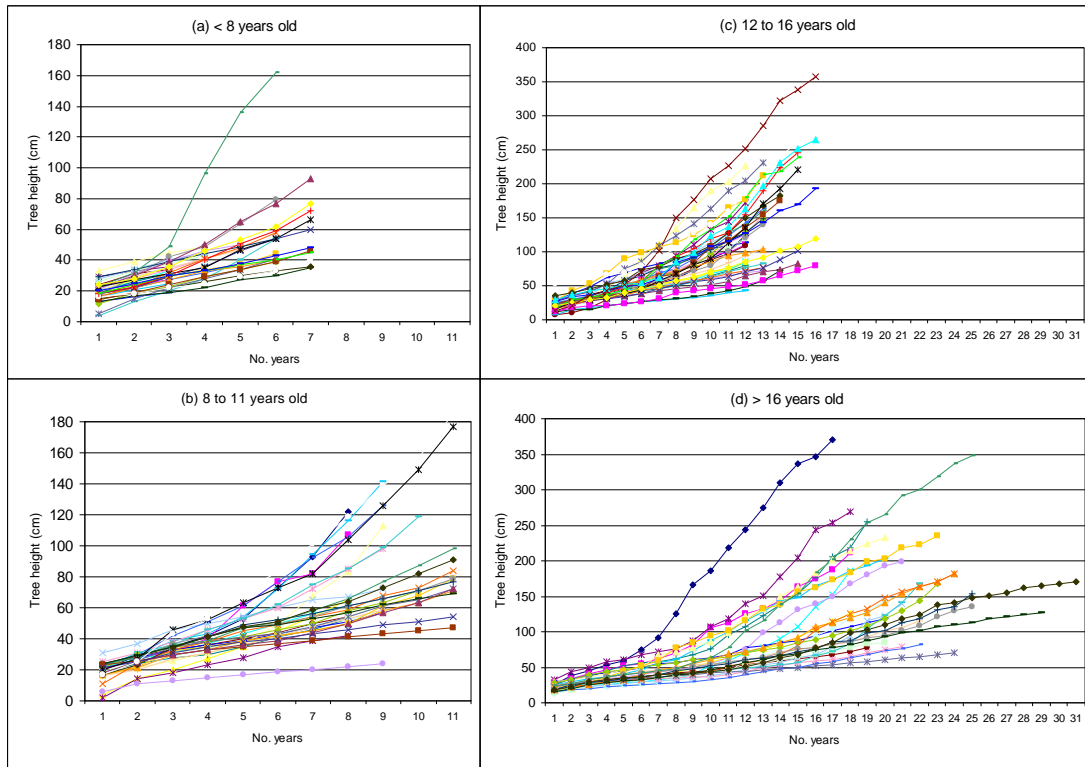 (a) < 8 years old
180
160
140
120
100
80
60
40
20
0
Tree height (cm)
1 2 3 4 5 6 7 8 9 10 11
No. years
(c) 12 to 16 years old
400
350
300
250
200
150
100
50
0
Tree height (cm)
1 2 3 4 5 6 7 8 9 10 11 12 13 14 15 16 17 18 19 20 21 22 23 24 25 26 27 28 29 30 31
No. years
(b) 8 to 11 years old
180
160
140
120
100
80
60
40
20
0
Tree height (cm)
1 2 3 4 5 6 7 8 9 10 11
No. years
(d) > 16 years old
400
350
300
250
200
150
100
50
0
Tree height (cm)
1 2 3 4 5 6 7 8 9 10 11 12 13 14 15 16 17 18 19 20 21 22 23 24 25 26 27 28 29 30 31
No. years